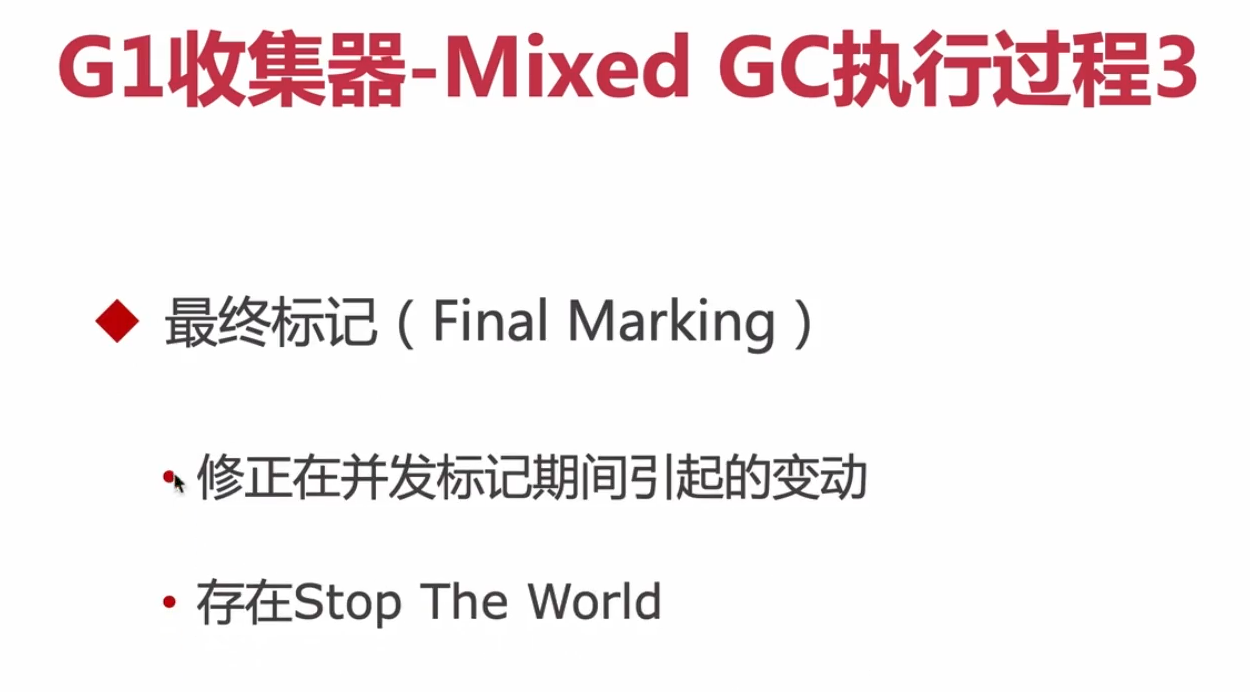 G1收集器-Mixed GC执行过程3
最终标记（Final Marking）
修正在并发标记期间引起的变动
存在Stop The World